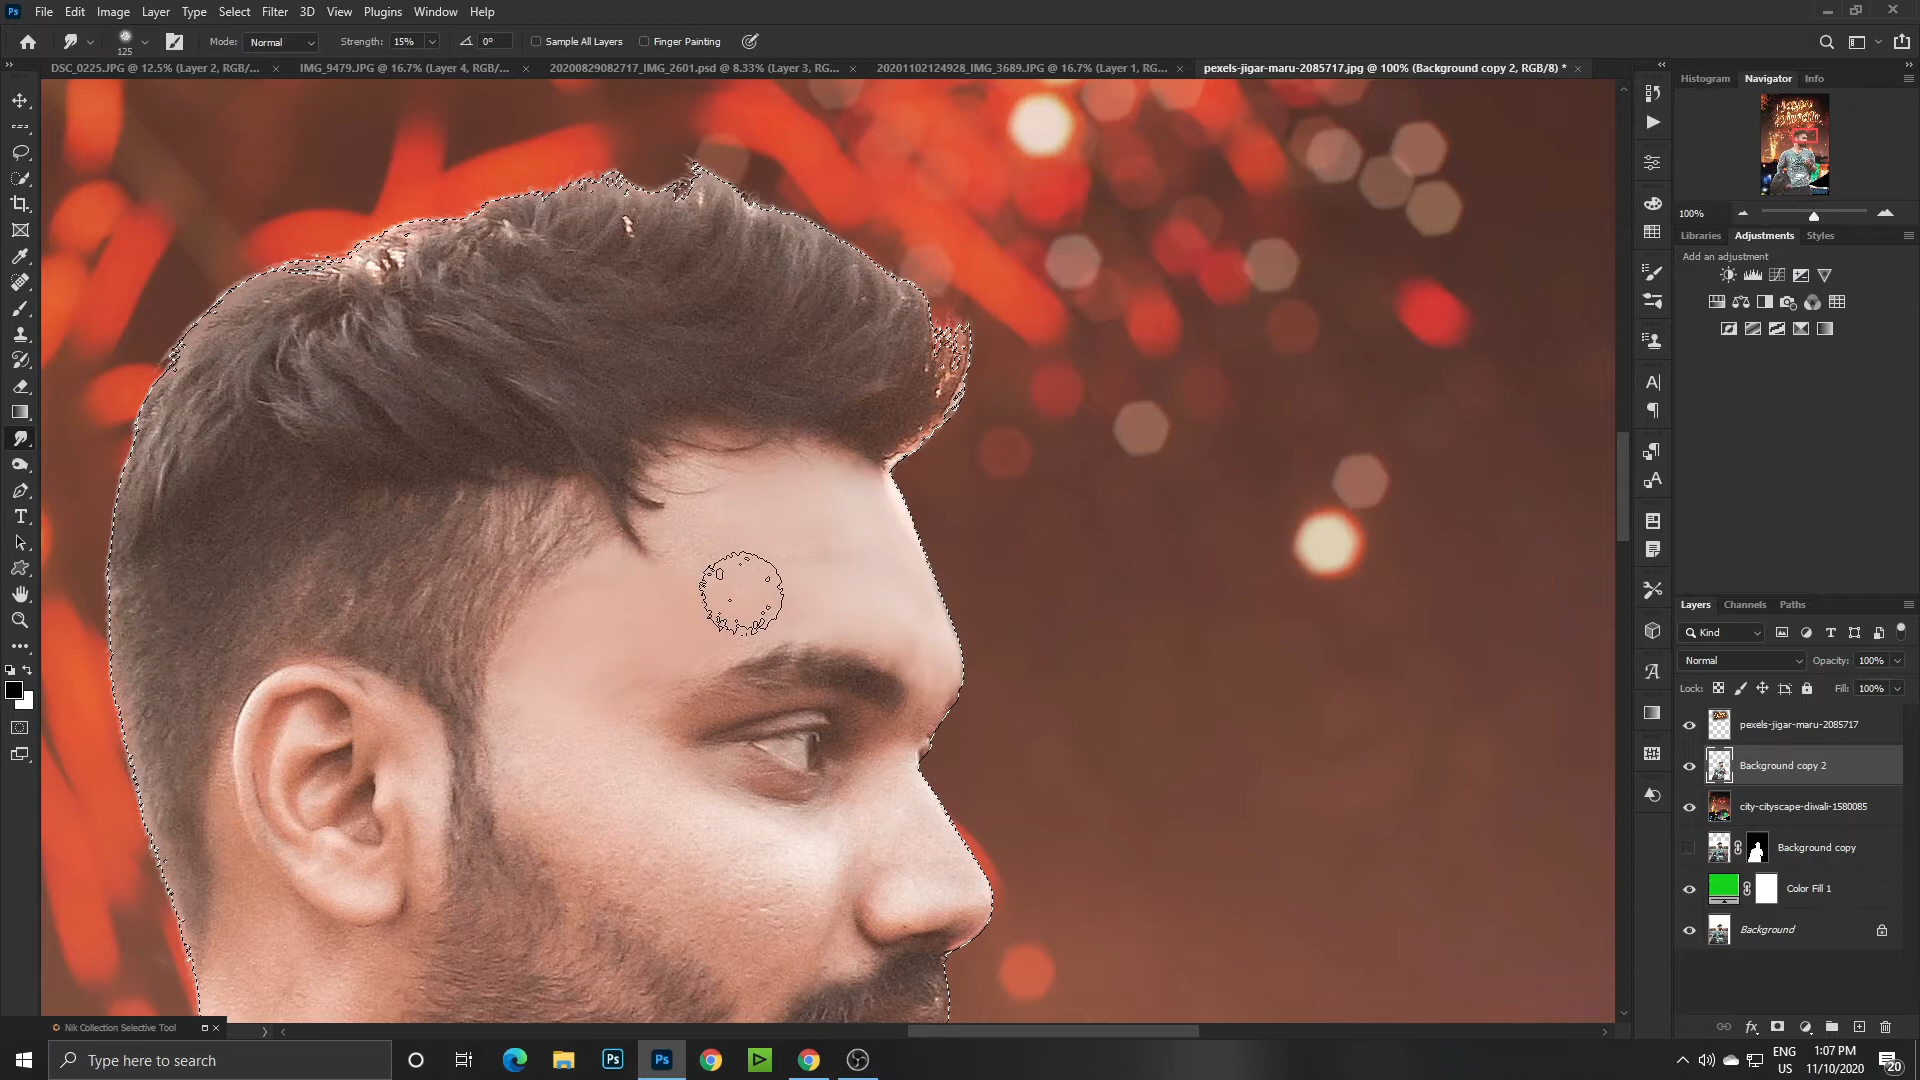 Ps File Edit Image Layer Type Select Filter 3D View Plugins Window Help
125 Mode: Normal Strength: 15% 0° Sample All Layers Finger Painting
DSC_0225.JPG @ 12.5% (Layer 2, RGB/... × IMG_9479.JPG @ 16.7% (Layer 4, RGB/... × 20200829082717_IMG_2601.psd @ 8.33% (Layer 3, RG... × 20201102124928_IMG_3689.JPG @ 16.7% (Layer 1, RG... × pexels-jigar-maru-2085717.jpg @ 100% (Background copy 2, RGB/8) * ×
Histogram Navigator Info
100%
Libraries Adjustments Styles
Add an adjustment
Layers Channels Paths
Kind
Normal Opacity: 100%
Lock: Fill: 100%
pexels-jigar-maru-2085717
Background copy 2
city-cityscape-diwali-1580085
Background copy
Color Fill 1
Background
fx
Nik Collection Selective Tool
Type here to search
Ps Ps
ENG
US
1:07 PM
11/10/2020
20